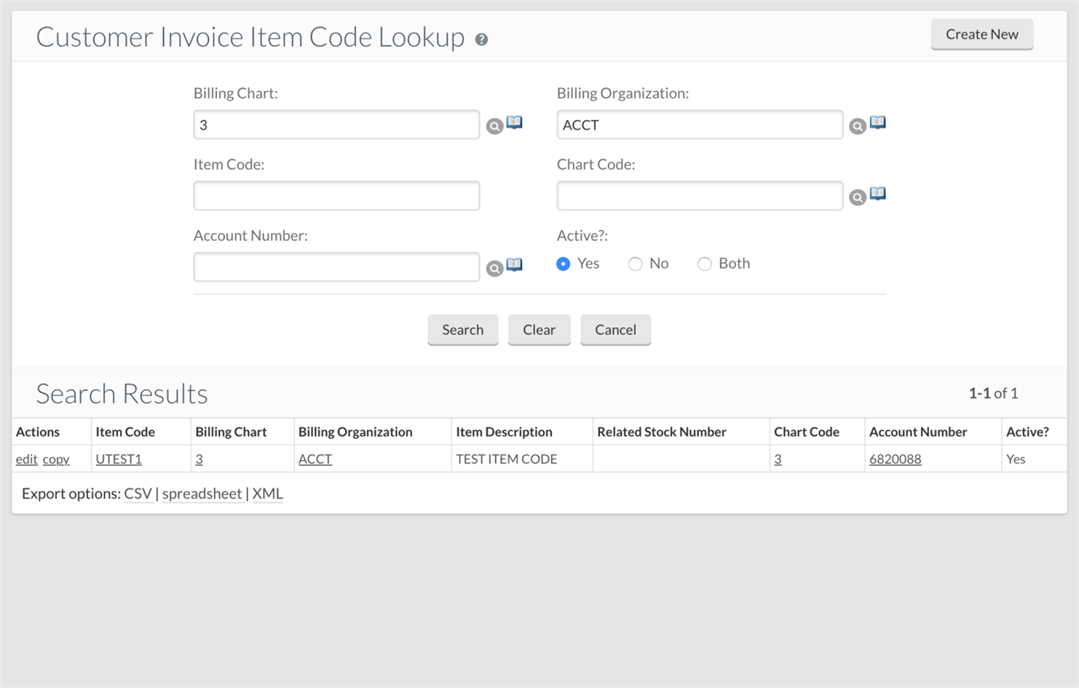 Customer Invoice Item Code Lookup ?
Create New
Billing Chart: Billing Organization:
3 ACCT
Item Code: Chart Code:
Account Number: Active?:
Yes No Both
Search Clear Cancel
Search Results 1-1 of 1
Actions Item Code Billing Chart Billing Organization Item Description Related Stock Number Chart Code Account Number Active?
edit copy UTEST1 3 ACCT TEST ITEM CODE 3 6820088 Yes
Export options: CSV | spreadsheet | XML